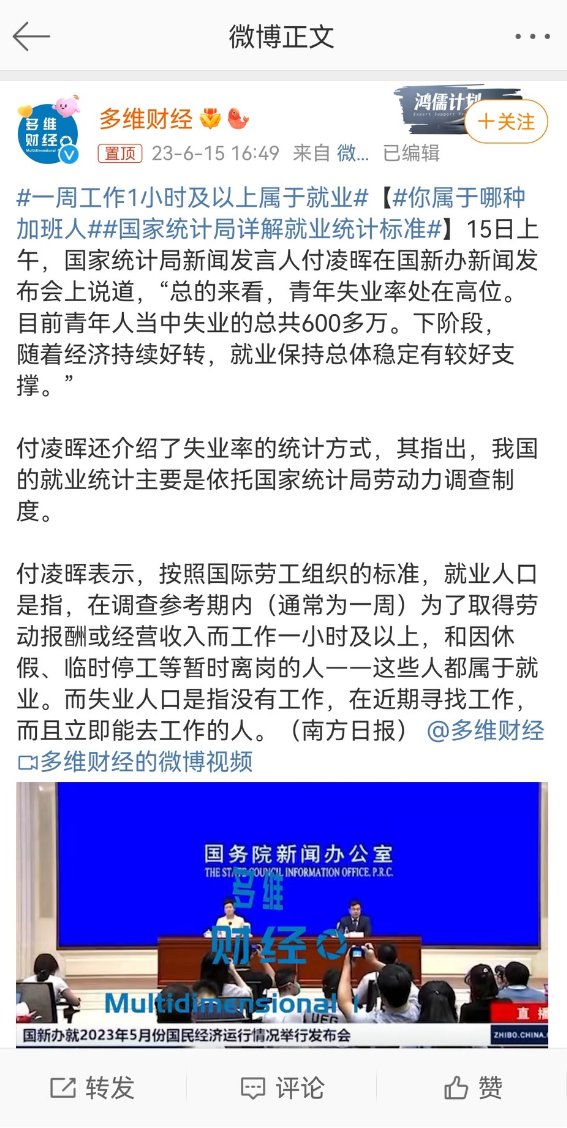 微博正文
多维财经
鸿儒计划
Expert Support Pr
+关注
多维
财经
Multidimensional
置顶 23-6-15 16:49 来自 微... 已编辑
#一周工作1小时及以上属于就业#【#你属于哪种
加班人##国家统计局详解就业统计标准#】15日上
午，国家统计局新闻发言人付凌晖在国新办新闻发
布会上说道，“总的来看，青年失业率处在高位。
目前青年人当中失业的总共600多万。下阶段，
随着经济持续好转，就业保持总体稳定有较好支
撑。”
付凌晖还介绍了失业率的统计方式，其指出，我国
的就业统计主要是依托国家统计局劳动力调查制
度。
付凌晖表示，按照国际劳工组织的标准，就业人口
是指，在调查参考期内（通常为一周）为了取得劳
动报酬或经营收入而工作一小时及以上，和因休
假、临时停工等暂时离岗的人一一这些人都属于就
业。而失业人口是指没有工作，在近期寻找工作，
而且立即能去工作的人。（南方日报） @多维财经
多维财经的微博视频
国务院新闻办公室
THE STATE COUNCIL INFORMATION OFFICE, P.R.C.
多维
财经
Multidimensional
直播
国新办就2023年5月份国民经济运行情况举行发布会
ZHIBO.CHINA.
转发
评论
赞